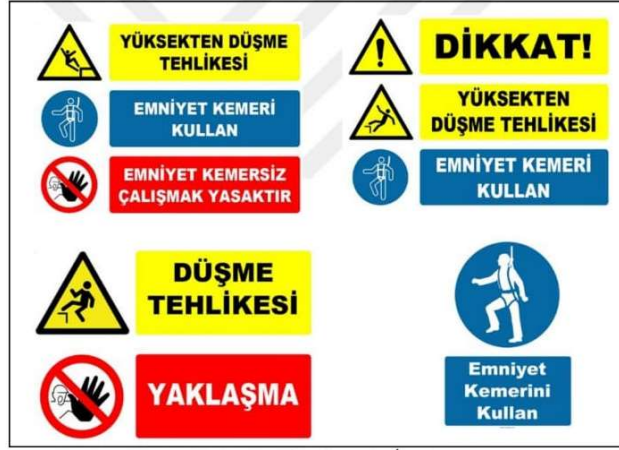 YÜKSEKTEN DÜŞME
TEHLİKESİ
EMNİYET KEMERİ
KULLAN
EMNİYET KEMERSİZ
ÇALIŞMAK YASAKTIR
DİKKAT!
YÜKSEKTEN
DÜŞME TEHLİKESİ
EMNİYET KEMERİ
KULLAN
DÜŞME
TEHLİKESİ
YAKLAŞMA
Emniyet
Kemerini
Kullan